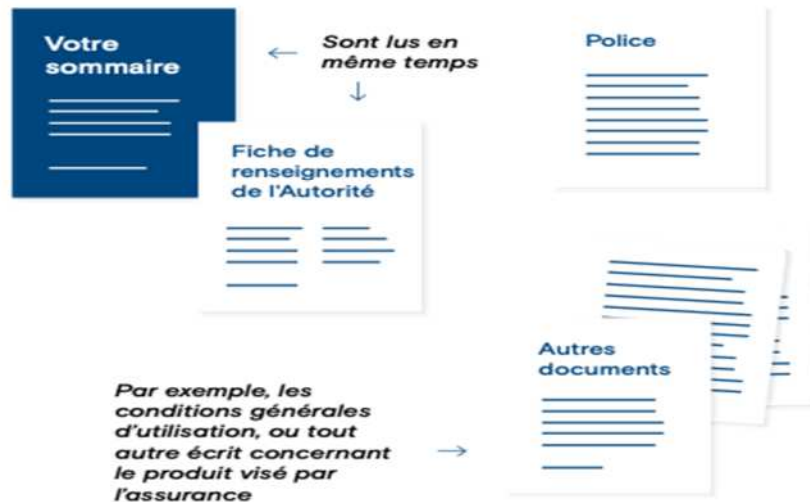 Votre
sommaire
Sont lus en
même temps
Police
Fiche de
renseignements
de l'Autorité
Autres
documents
Par exemple, les
conditions générales
d'utilisation, ou tout
autre écrit concernant
le produit visé par
l'assurance